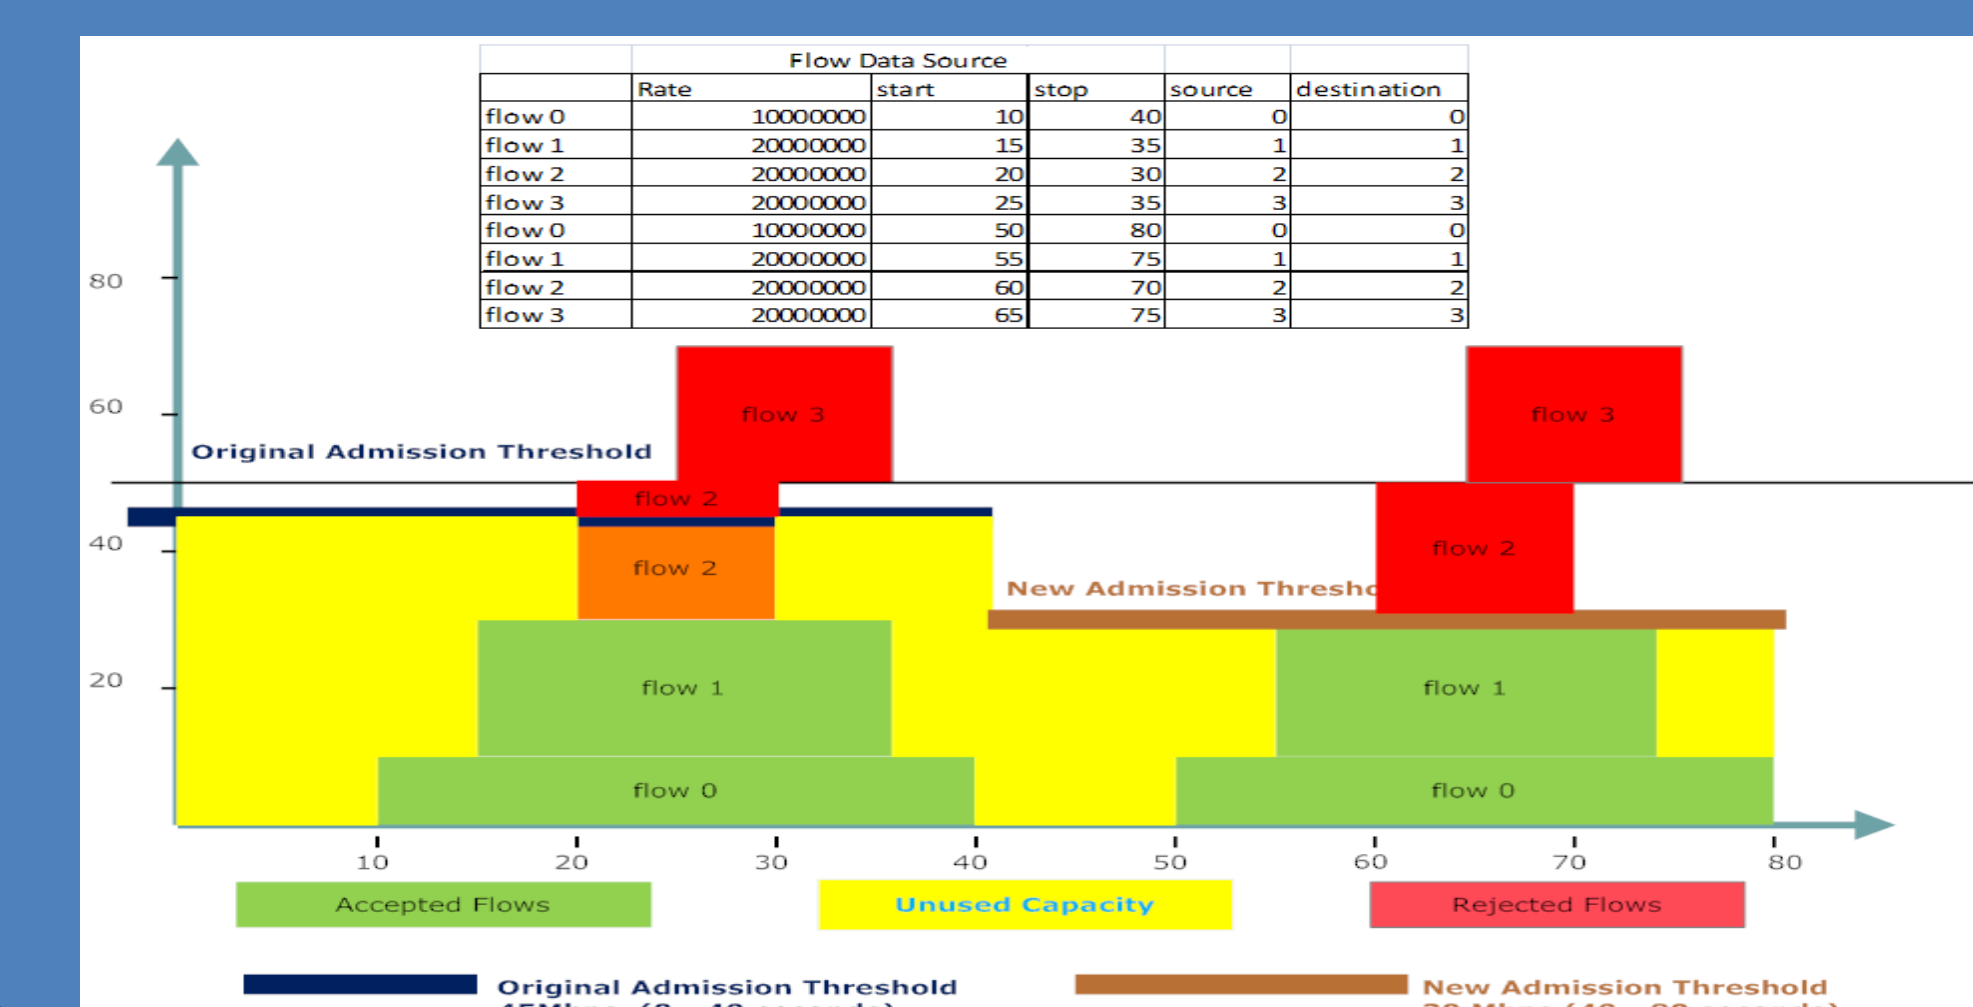 Flow Data Source
Rate start stop source destination
flow 0 10000000 10 40 0 0
flow 1 20000000 15 35 1 1
flow 2 20000000 20 30 2 2
flow 3 20000000 25 35 3 3
flow 0 10000000 50 80 0 0
flow 1 20000000 55 75 1 1
flow 2 20000000 60 70 2 2
flow 3 20000000 65 75 3 3
80
60
40
20
flow 3
flow 3
Original Admission Threshold
flow 2
flow 2
flow 2
New Admission Thresho
flow 1
flow 1
flow 0
flow 0
10 20 30 40 50 60 70 80
Accepted Flows
Unused Capacity
Rejected Flows
Original Admission Threshold
New Admission Threshold